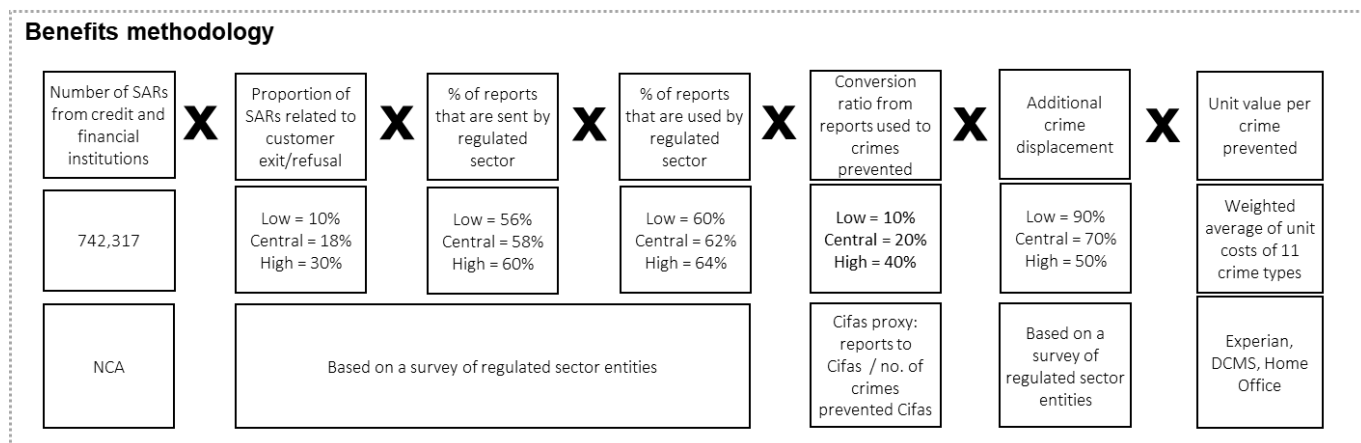 Benefits methodology
Number of SARs
from credit and
financial
institutions
X
Proportion of
SARs related to
customer
exit/refusal
X
% of reports
that are sent by
regulated
sector
X
% of reports
that are used by
regulated
sector
X
Conversion
ratio from
reports used to
crimes
prevented
X
Additional
crime
displacement
X
Unit value per
crime
prevented
742,317
Low = 10%
Central = 18%
High = 30%
Low = 56%
Central = 58%
High = 60%
Low = 60%
Central = 62%
High = 64%
Low = 10%
Central = 20%
High = 40%
Low = 90%
Central = 70%
High = 50%
Weighted
average of unit
costs of 11
crime types
NCA
Based on a survey of regulated sector entities
Cifas proxy:
reports to
Cifas / no. of
crimes
prevented Cifas
Based on a
survey of
regulated sector
entities
Experian,
DCMS, Home
Office